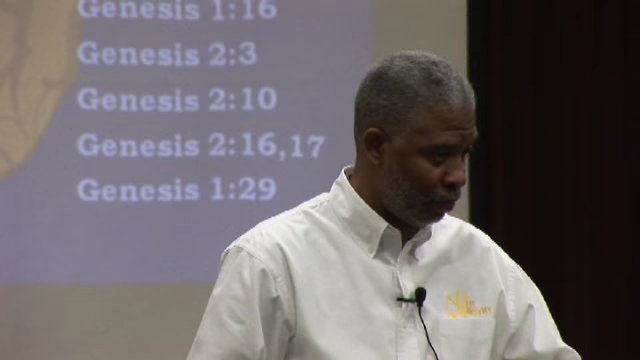 Genesis 1:16
Genesis 2:3
Genesis 2:10
Genesis 2:16,17
Genesis 1:29